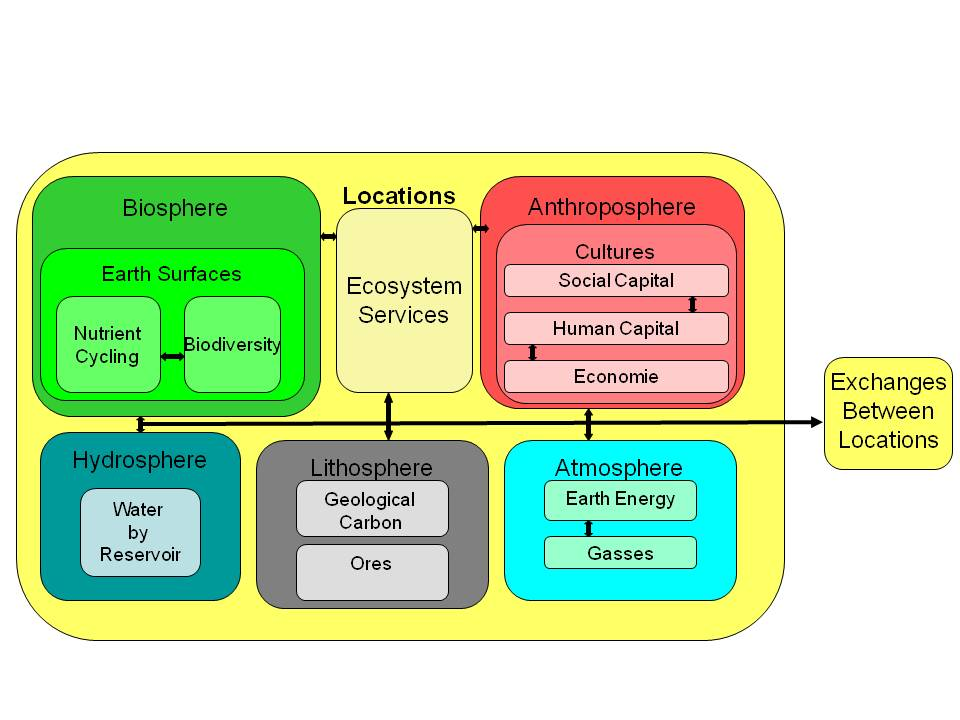 Locations
Biosphere
Earth Surfaces
Nutrient
Cycling
Biodiversity
Ecosystem
Services
Anthroposphere
Cultures
Social Capital
Human Capital
Economie
Exchanges
Between
Locations
Hydrosphere
Water
by
Reservoir
Lithosphere
Geological
Carbon
Ores
Atmosphere
Earth Energy
Gasses